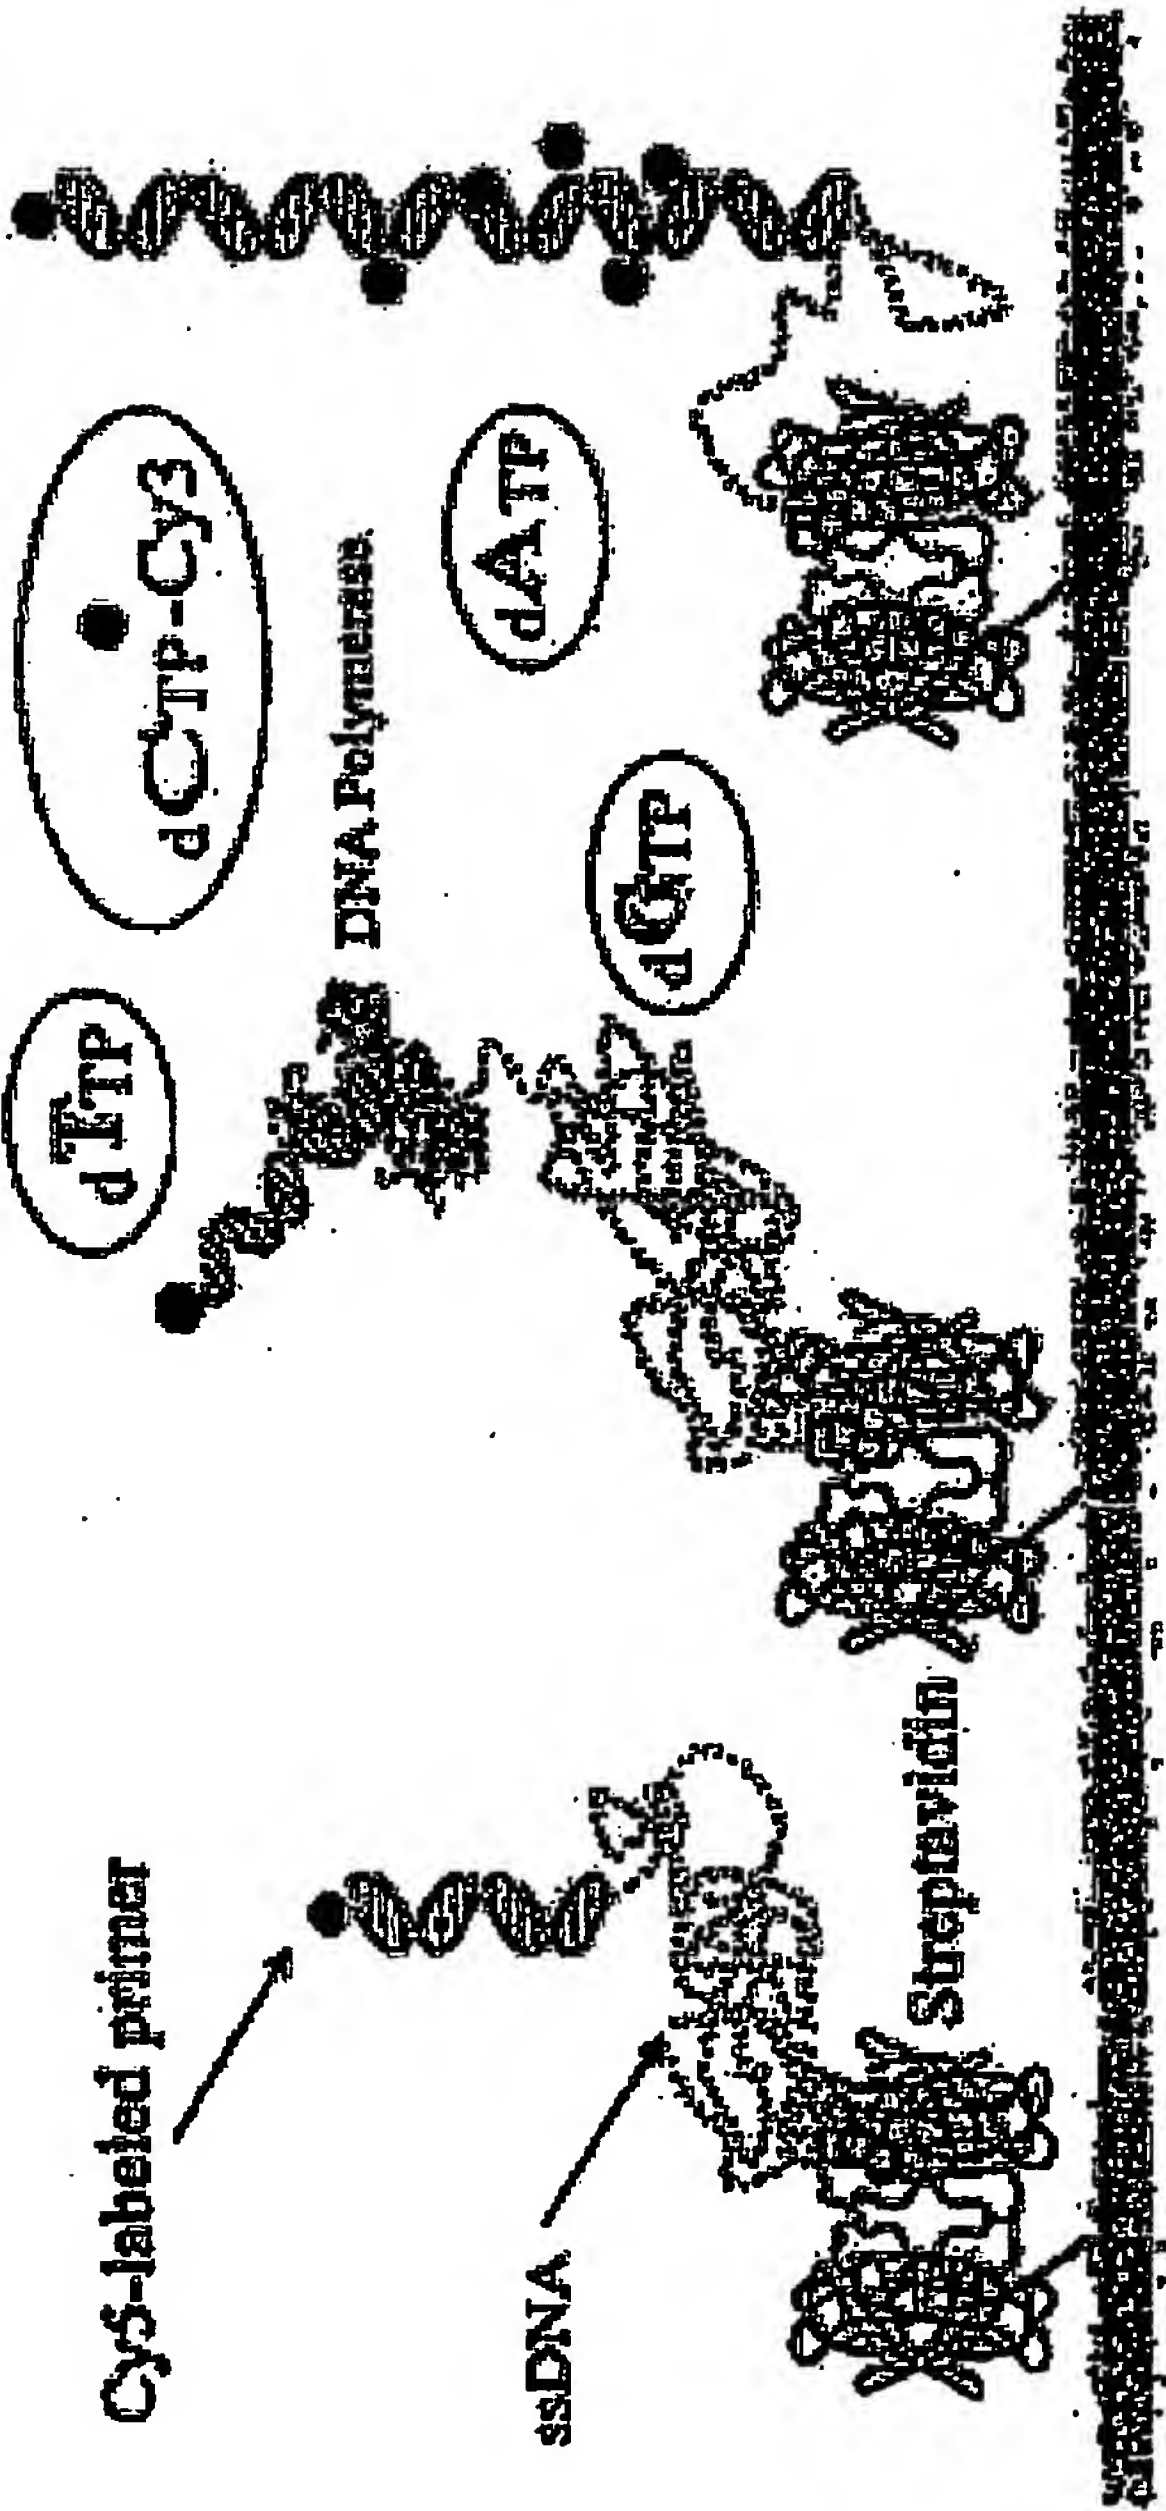 Cy5-labeled primer
ssDNA
Streptavidin
dTTP
dCTP-Cy3
DNA Polymerase
dATP
dGTP